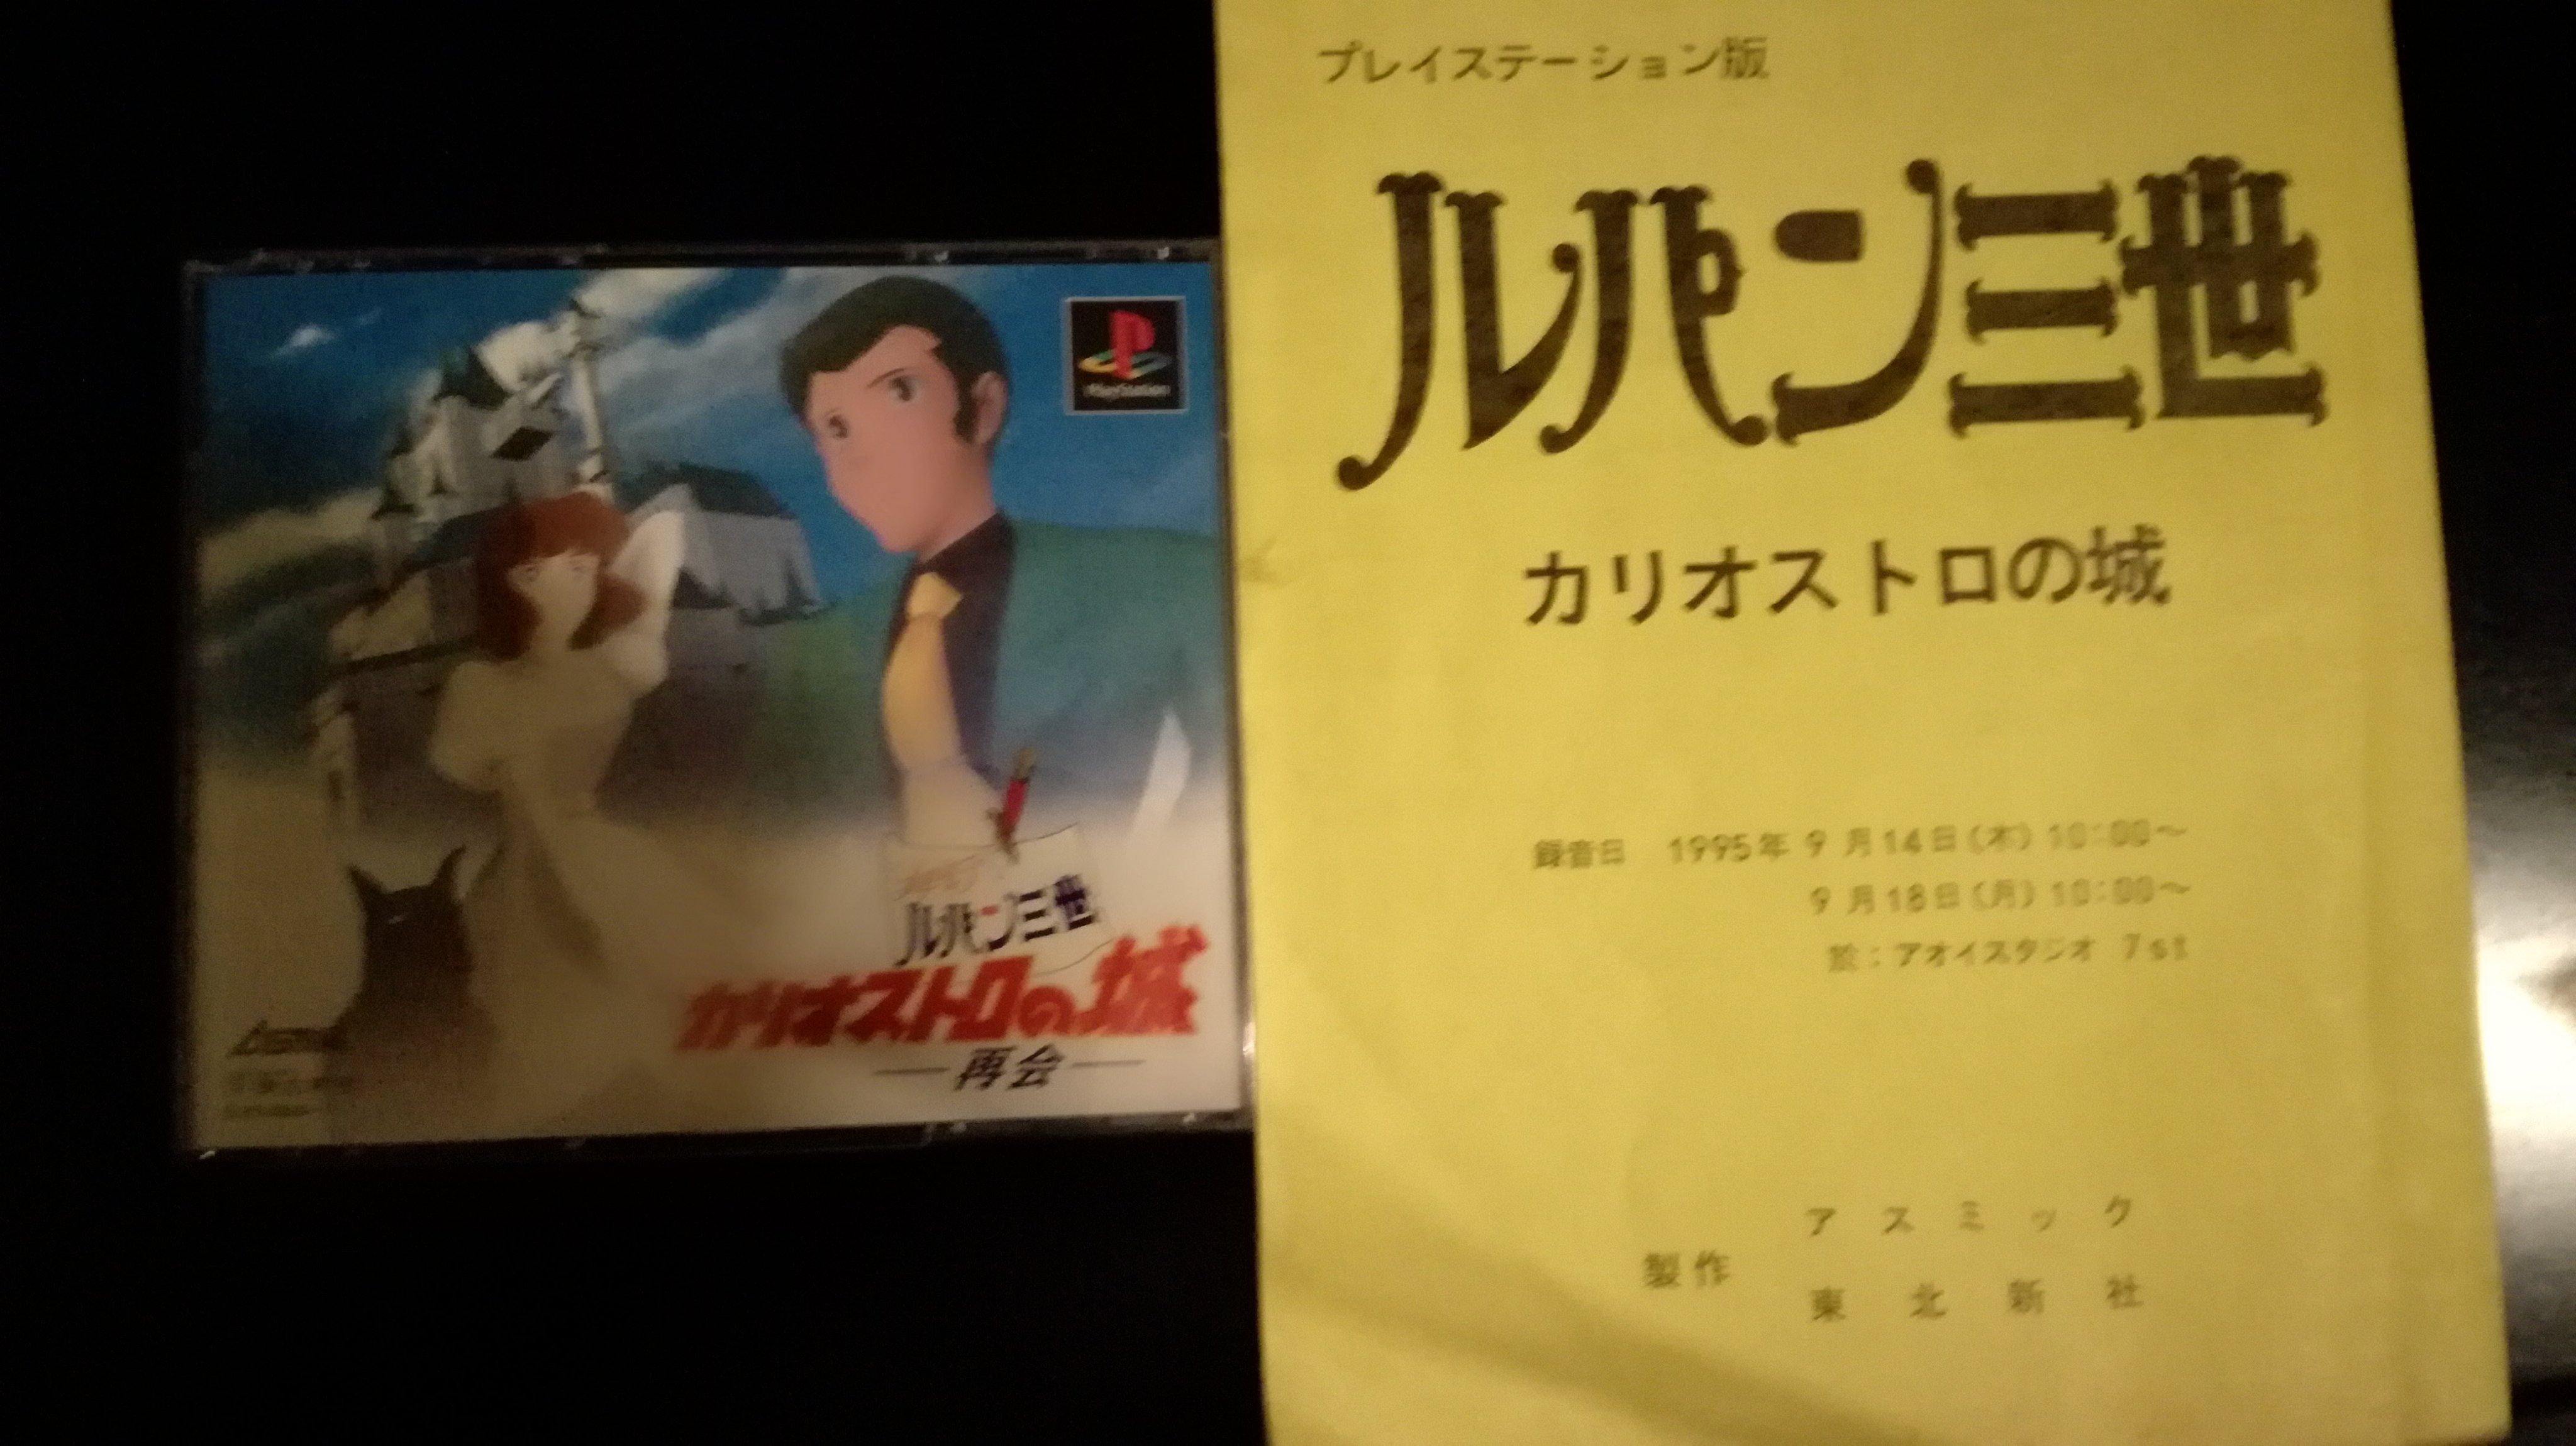 PlayStation
ルパン三世
カリオストロの城
―再会―
プレイステーション版
ルパン三世
カリオストロの城
録音日 1995年 9月14日(木) 10:00〜
9月18日(月) 10:00〜
於:アオイスタジオ 7st
製作
アスミック
東北新社